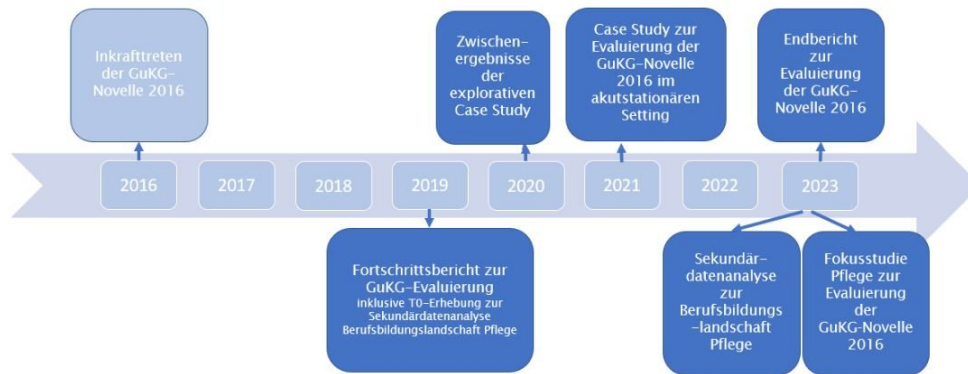 Inkrafttreten
der GuKG-
Novelle 2016
Zwischen-
ergebnisse
der
explorativen
Case Study
Case Study zur
Evaluierung der
GuKG-Novelle
2016 im
akutstationären
Setting
Endbericht
zur
Evaluierung
der GuKG-
Novelle 2016
2016
2017
2018
2019
2020
2021
2022
2023
Fortschrittsbericht zur
GuKG-Evaluierung
inklusive T0-Erhebung zur
Sekundärdatenanalyse
Berufsbildungslandschaft Pflege
Sekundär-
datenanalyse
zur
Berufsbildungs
-landschaft
Pflege
Fokusstudie
Pflege zur
Evaluierung
der
GuKG-Novelle
2016